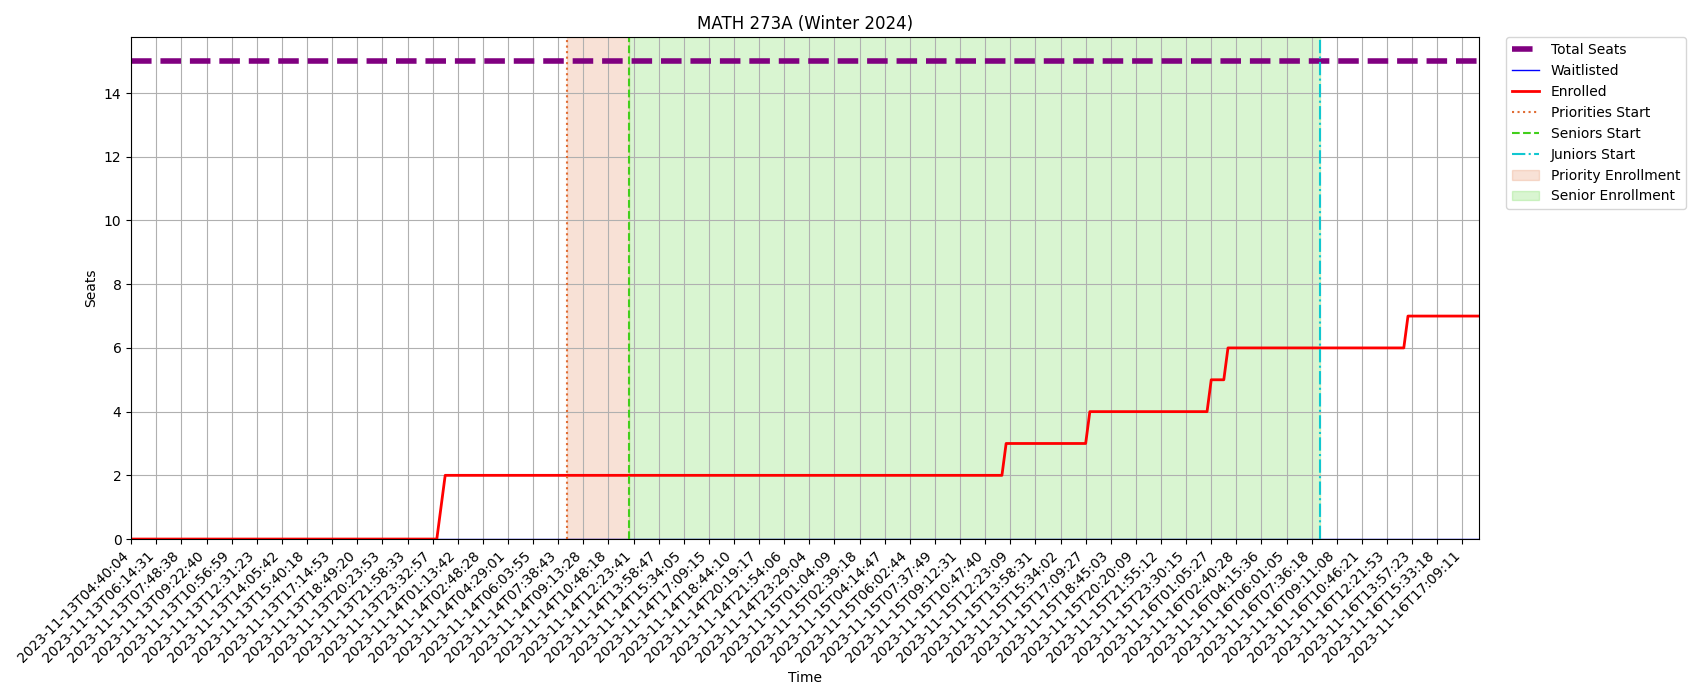 MATH 273A (Winter 2024)
Total Seats
Waitlisted
Enrolled
Priorities Start
Seniors Start
Juniors Start
Priority Enrollment
Senior Enrollment
Seats
14
12
10
8
6
4
2
0
2023-11-13T04:40:04
2023-11-13T06:14:31
2023-11-13T07:48:38
2023-11-13T09:22:40
2023-11-13T10:56:59
2023-11-13T12:31:23
2023-11-13T14:05:42
2023-11-13T15:40:18
2023-11-13T17:14:53
2023-11-13T18:49:20
2023-11-13T20:23:53
2023-11-13T21:58:33
2023-11-13T23:32:57
2023-11-14T01:13:42
2023-11-14T02:48:28
2023-11-14T04:29:01
2023-11-14T06:03:55
2023-11-14T07:38:43
2023-11-14T09:13:28
2023-11-14T10:48:18
2023-11-14T12:23:41
2023-11-14T13:58:47
2023-11-14T15:34:05
2023-11-14T17:09:15
2023-11-14T18:44:10
2023-11-14T20:19:17
2023-11-14T21:54:06
2023-11-14T23:29:04
2023-11-15T01:04:09
2023-11-15T02:39:18
2023-11-15T04:14:47
2023-11-15T06:02:44
2023-11-15T07:37:49
2023-11-15T09:12:31
2023-11-15T10:47:40
2023-11-15T12:23:09
2023-11-15T13:58:31
2023-11-15T15:34:02
2023-11-15T17:09:27
2023-11-15T18:45:03
2023-11-15T20:20:09
2023-11-15T21:55:12
2023-11-15T23:30:15
2023-11-16T01:05:27
2023-11-16T02:40:28
2023-11-16T04:15:36
2023-11-16T06:01:05
2023-11-16T07:36:18
2023-11-16T09:11:08
2023-11-16T10:46:21
2023-11-16T12:21:53
2023-11-16T13:57:23
2023-11-16T15:33:18
2023-11-16T17:09:11
Time